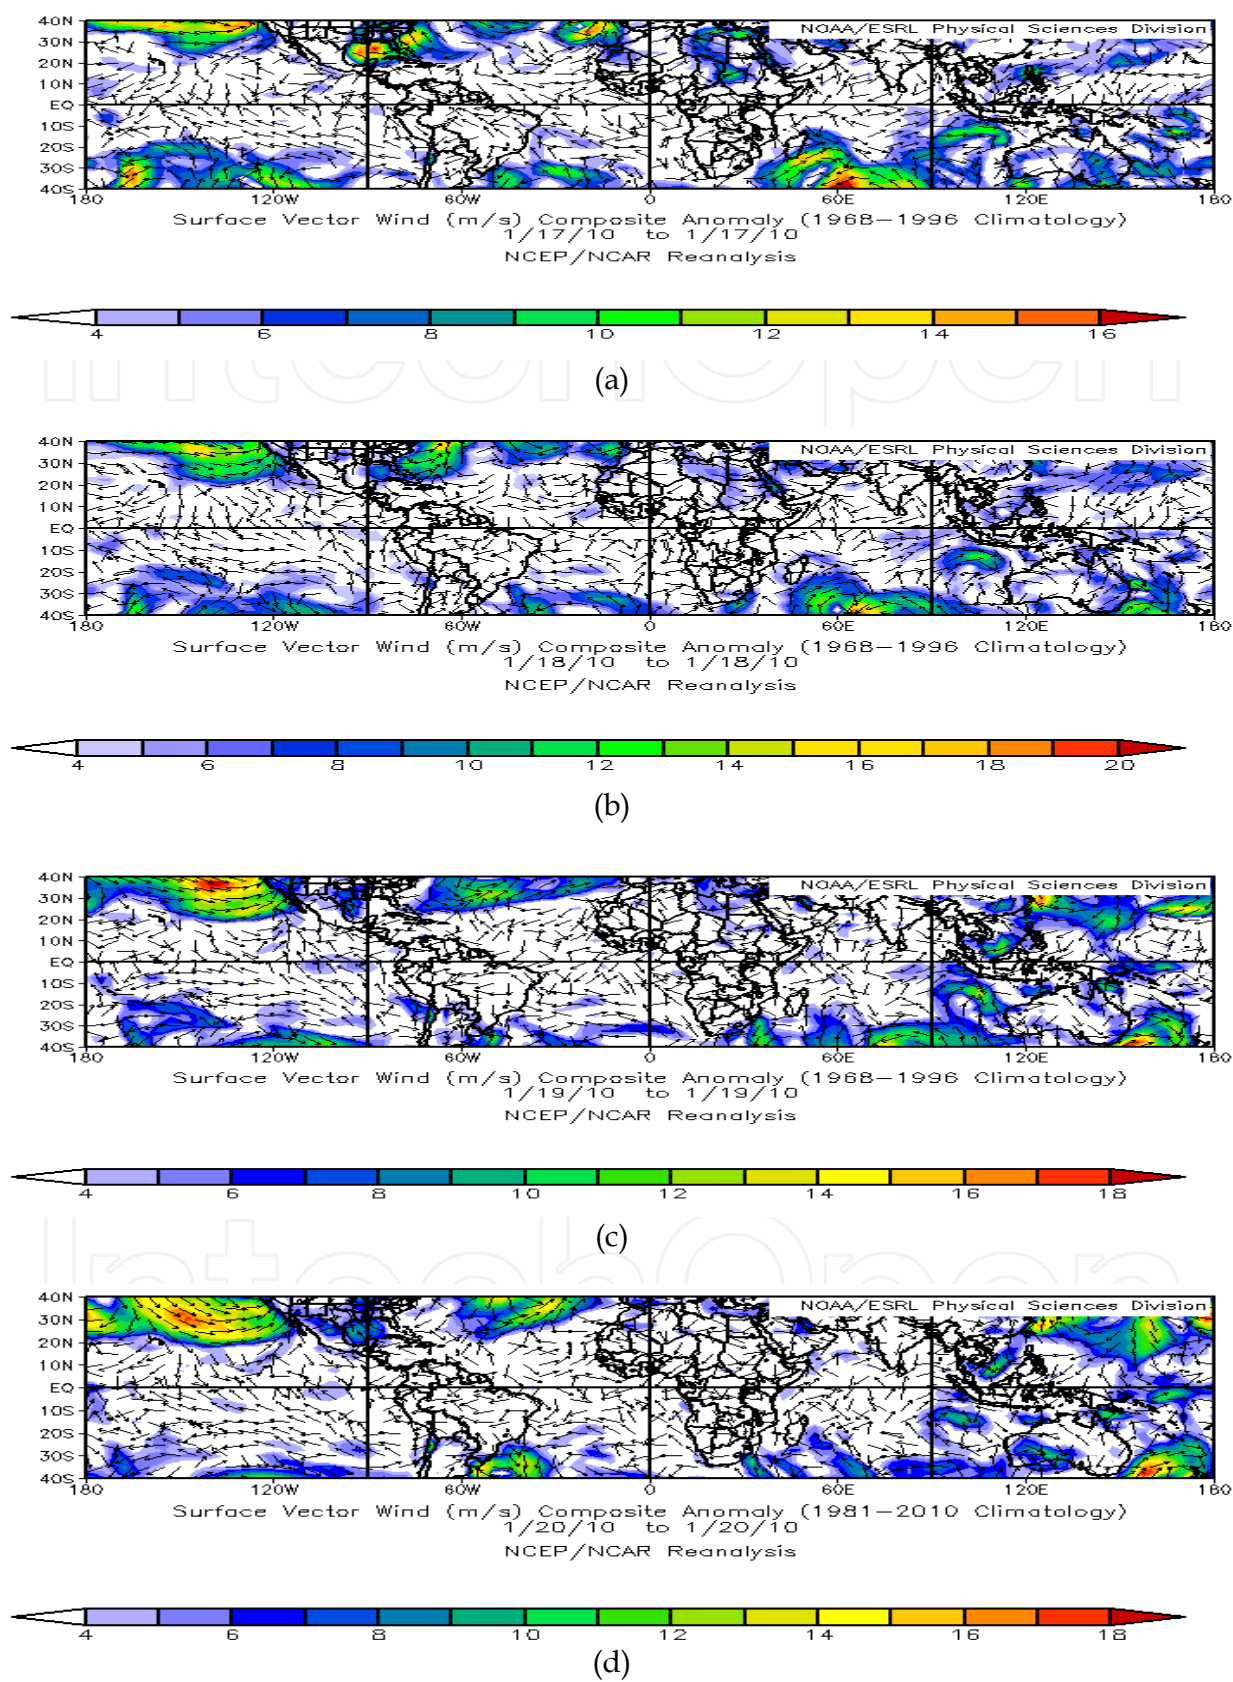 40N
30N
20N
10N
EQ
10S
20S
30S
40S
NOAA/ESRL Physical Sciences Division
180 120W 60W 0 60E 120E 180
Surface Vector Wind (m/s) Composite Anomaly (1968-1996 Climatology)
1/17/10 to 1/17/10
NCEP/NCAR Reanalysis
4 6 8 10 12 14 16
IntechOpen
(a)
40N
30N
20N
10N
EQ
10S
20S
30S
40S
NOAA/ESRL Physical Sciences Division
180 120W 60W 0 60E 120E 180
Surface Vector Wind (m/s) Composite Anomaly (1968-1996 Climatology)
1/18/10 to 1/18/10
NCEP/NCAR Reanalysis
4 6 8 10 12 14 16 18 20
(b)
40N
30N
20N
10N
EQ
10S
20S
30S
40S
NOAA/ESRL Physical Sciences Division
180 120W 60W 0 60E 120E 180
Surface Vector Wind (m/s) Composite Anomaly (1968-1996 Climatology)
1/19/10 to 1/19/10
NCEP/NCAR Reanalysis
4 6 8 10 12 14 16 18
(c)
IntechOpen
40N
30N
20N
10N
EQ
10S
20S
30S
40S
NOAA/ESRL Physical Sciences Division
180 120W 60W 0 60E 120E 180
Surface Vector Wind (m/s) Composite Anomaly (1981-2010 Climatology)
1/20/10 to 1/20/10
NCEP/NCAR Reanalysis
4 6 8 10 12 14 16 18
(d)